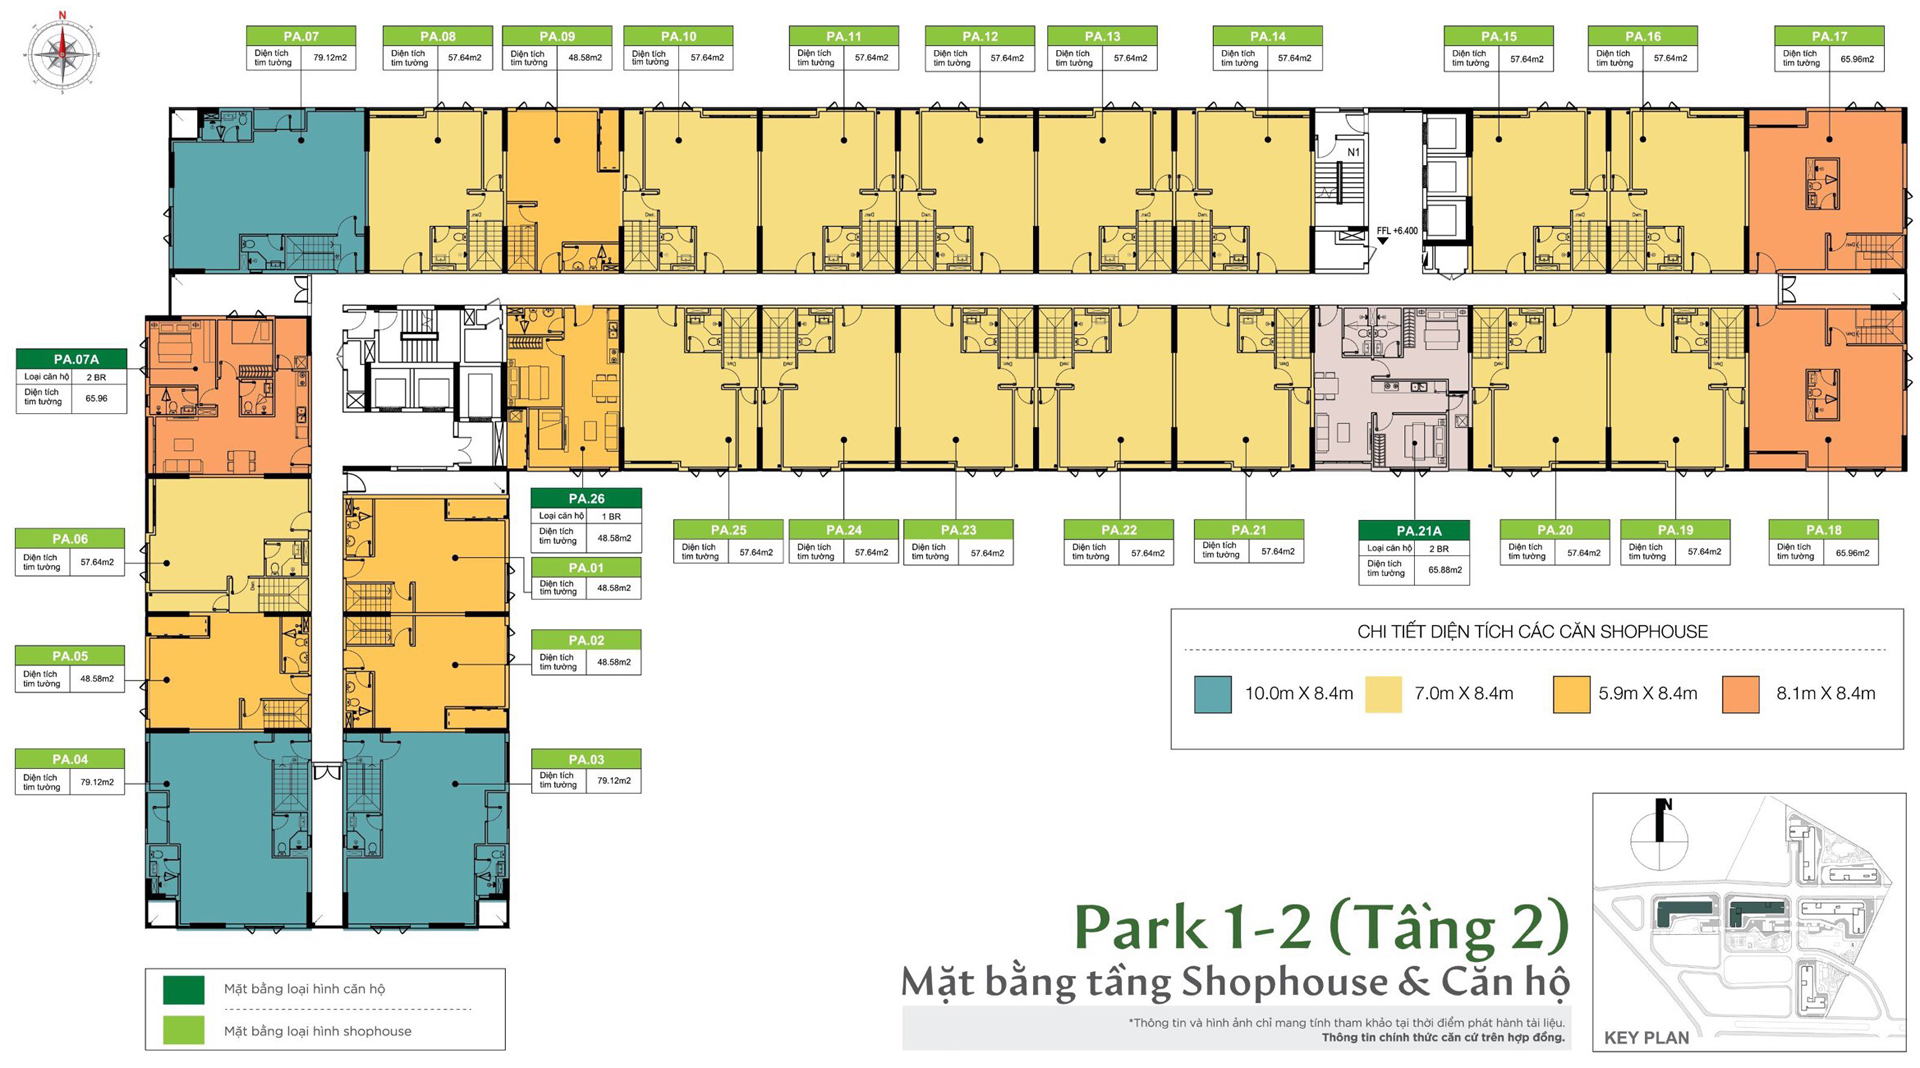 N
W
E
S
PA.07
Diện tích tim tường 79.12m2
PA.08
Diện tích tim tường 57.64m2
PA.09
Diện tích tim tường 48.58m2
PA.10
Diện tích tim tường 57.64m2
PA.11
Diện tích tim tường 57.64m2
PA.12
Diện tích tim tường 57.64m2
PA.13
Diện tích tim tường 57.64m2
PA.14
Diện tích tim tường 57.64m2
PA.15
Diện tích tim tường 57.64m2
PA.16
Diện tích tim tường 57.64m2
PA.17
Diện tích tim tường 65.96m2
N1
FFL +6.400
PA.07A
Loại căn hộ 2 BR
Diện tích tim tường 65.96
PA.26
Loại căn hộ 1 BR
Diện tích tim tường 48.58m2
PA.25
Diện tích tim tường 57.64m2
PA.24
Diện tích tim tường 57.64m2
PA.23
Diện tích tim tường 57.64m2
PA.22
Diện tích tim tường 57.64m2
PA.21
Diện tích tim tường 57.64m2
PA.21A
Loại căn hộ 2 BR
Diện tích tim tường 65.88m2
PA.20
Diện tích tim tường 57.64m2
PA.19
Diện tích tim tường 57.64m2
PA.18
Diện tích tim tường 65.96m2
PA.06
Diện tích tim tường 57.64m2
PA.01
Diện tích tim tường 48.58m2
PA.05
Diện tích tim tường 48.58m2
PA.02
Diện tích tim tường 48.58m2
PA.04
Diện tích tim tường 79.12m2
PA.03
Diện tích tim tường 79.12m2
CHI TIẾT DIỆN TÍCH CÁC CĂN SHOPHOUSE
10.0m X 8.4m
7.0m X 8.4m
5.9m X 8.4m
8.1m X 8.4m
Park 1-2 (Tầng 2)
Mặt bằng tầng Shophouse & Căn hộ
*Thông tin và hình ảnh chỉ mang tính tham khảo tại thời điểm phát hành tài liệu.
Thông tin chính thức căn cứ trên hợp đồng.
Mặt bằng loại hình căn hộ
Mặt bằng loại hình shophouse
N
KEY PLAN